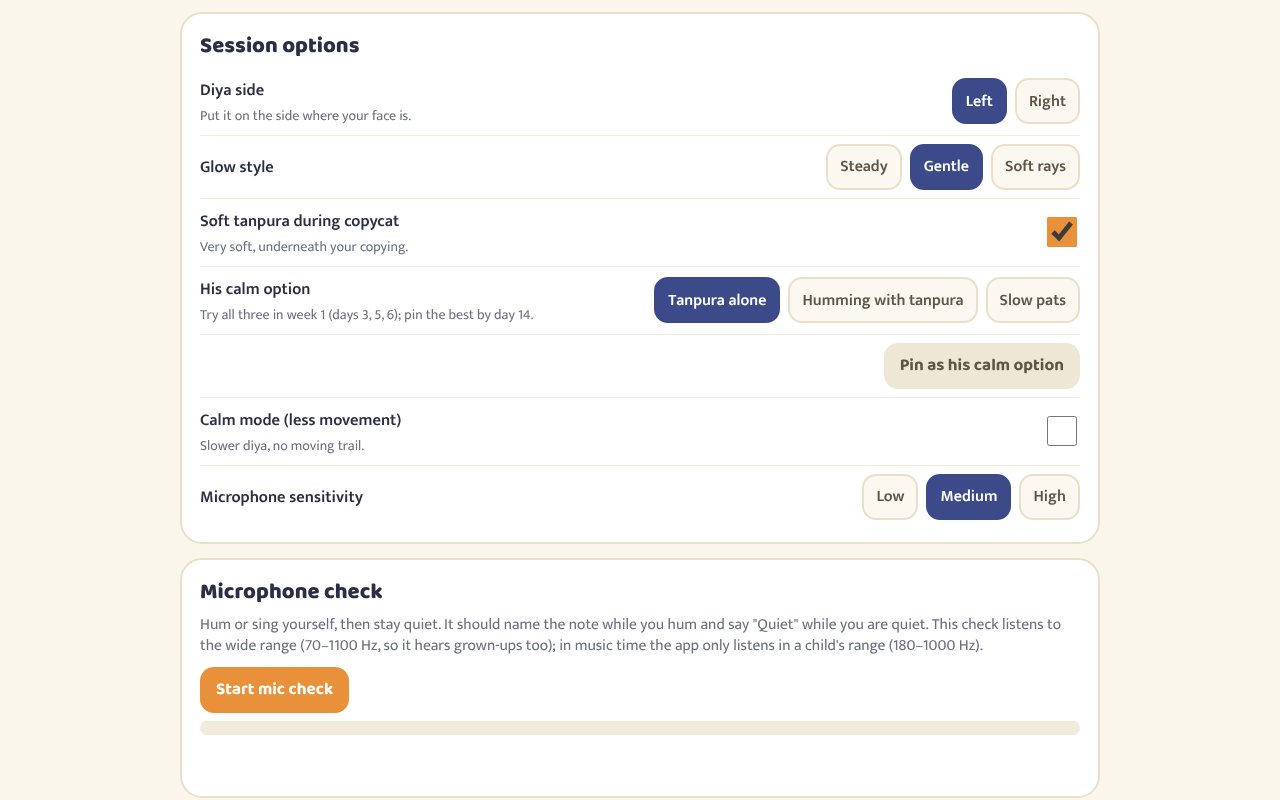 Session options
Diya side
Put it on the side where your face is.
Left
Right
Glow style
Steady
Gentle
Soft rays
Soft tanpura during copycat
Very soft, underneath your copying.
His calm option
Try all three in week 1 (days 3, 5, 6); pin the best by day 14.
Tanpura alone
Humming with tanpura
Slow pats
Pin as his calm option
Calm mode (less movement)
Slower diya, no moving trail.
Microphone sensitivity
Low
Medium
High
Microphone check
Hum or sing yourself, then stay quiet. It should name the note while you hum and say "Quiet" while you are quiet. This check listens to
the wide range (70–1100 Hz, so it hears grown-ups too); in music time the app only listens in a child's range (180–1000 Hz).
Start mic check